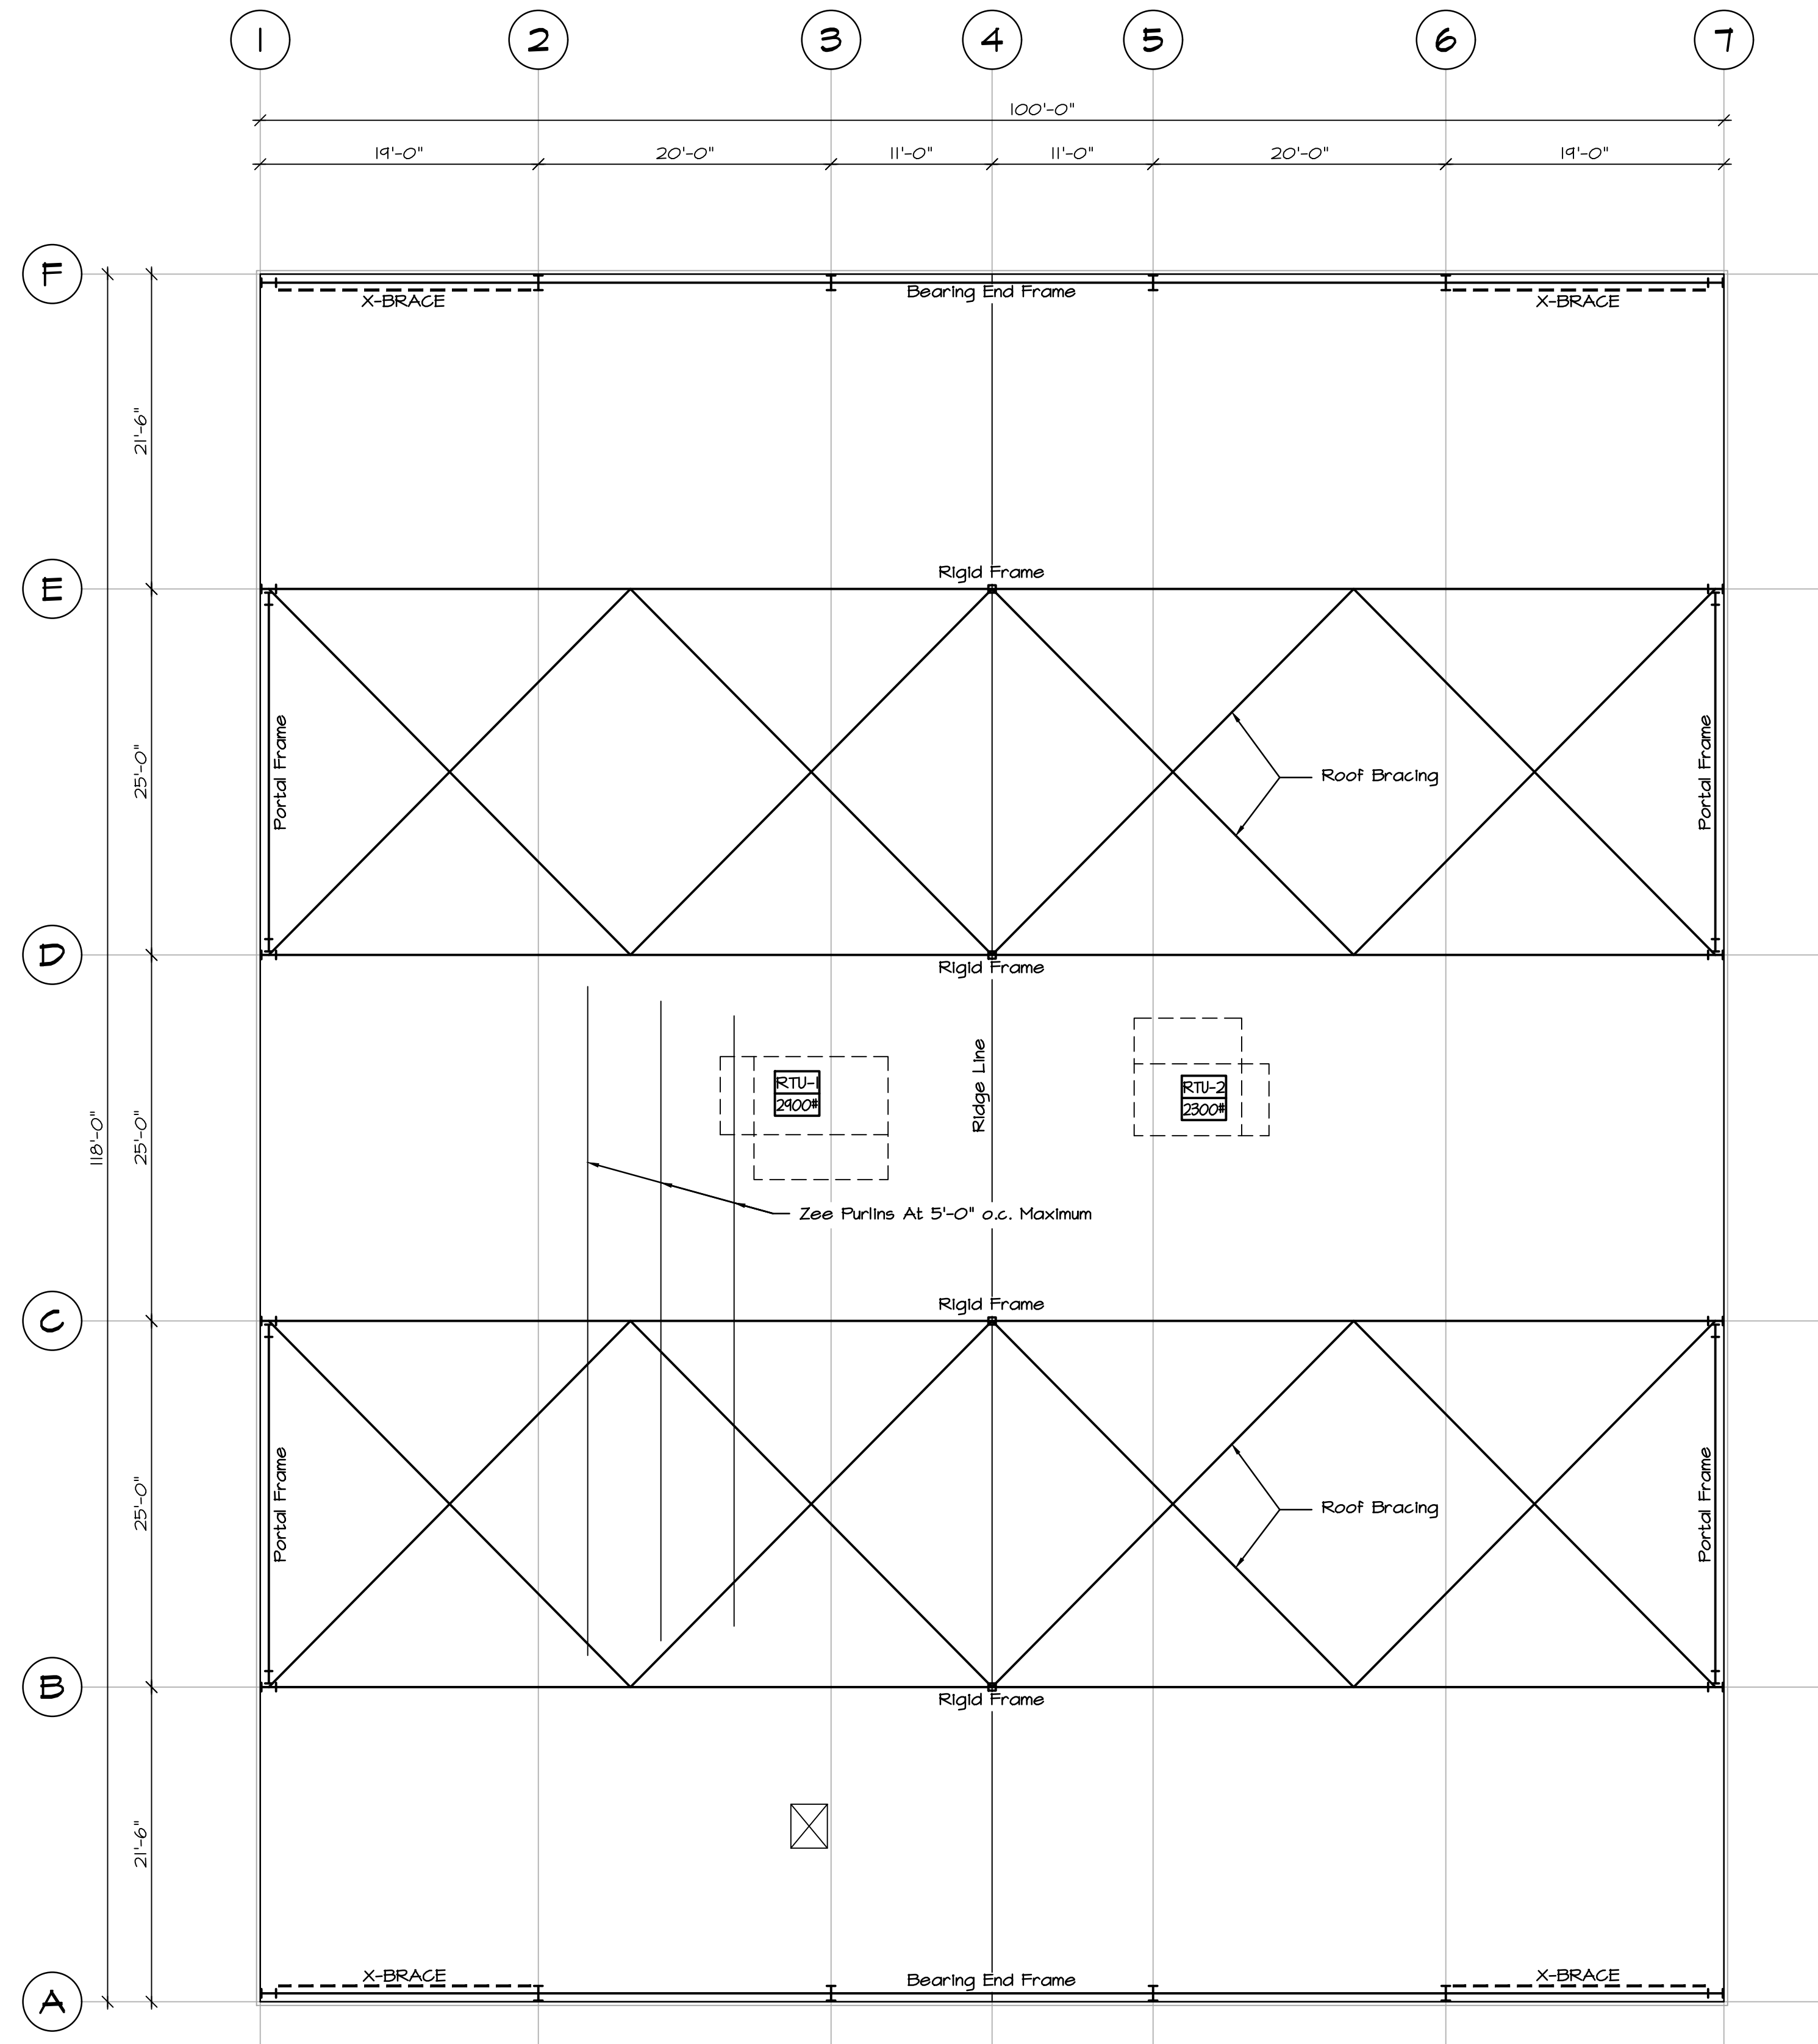 1 2 3 4 5 6 7
100'-0"
19'-0" 20'-0" 11'-0" 11'-0" 20'-0" 19'-0"
F
Bearing End Frame
X-BRACE X-BRACE
21'-6"
Rigid Frame
E
Portal Frame Portal Frame
25'-0"
Roof Bracing
D
Rigid Frame
Ridge Line
RTU-1
2900#
RTU-2
2300#
118'-0"
25'-0"
Zee Purlins At 5'-0" o.c. Maximum
Rigid Frame
C
Portal Frame Portal Frame
25'-0"
Roof Bracing
B
Rigid Frame
21'-6"
X-BRACE X-BRACE
Bearing End Frame
A